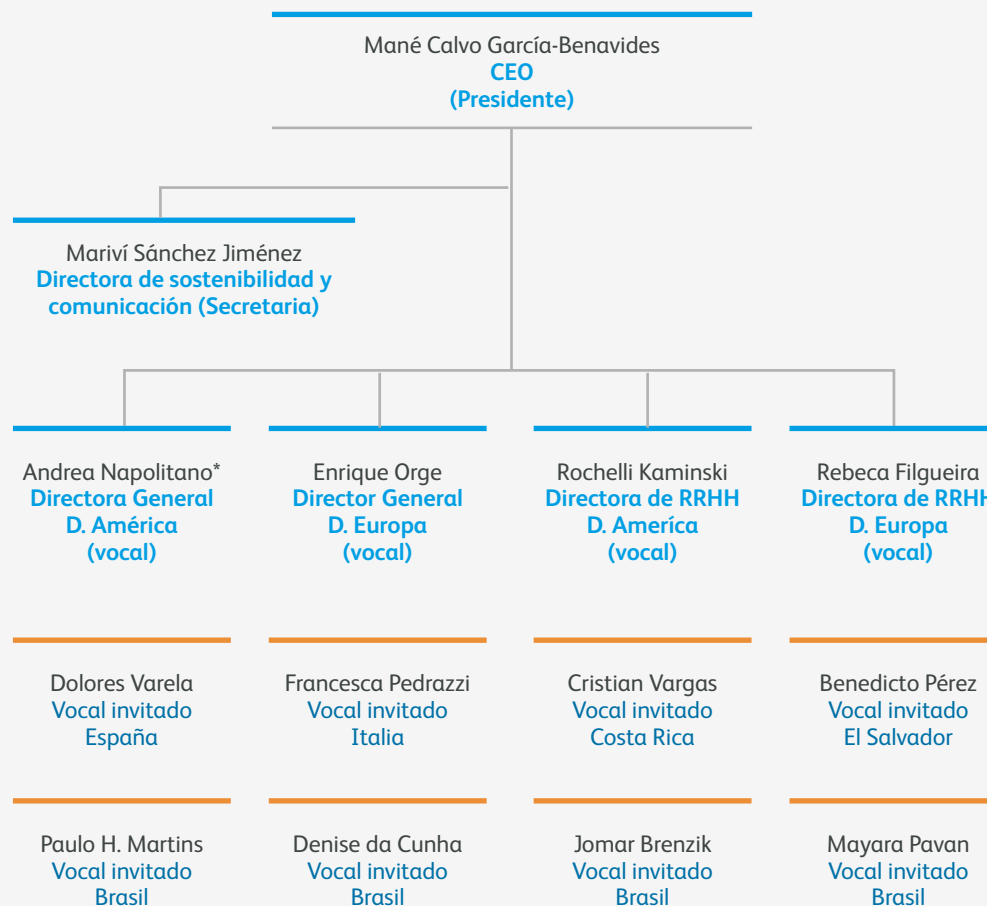 Mané Calvo García-Benavides
CEO
(Presidente)
Mariví Sánchez Jiménez
Directora de sostenibilidad y
comunicación (Secretaria)
Andrea Napolitano*
Directora General
D. América
(vocal)
Enrique Orge
Director General
D. Europa
(vocal)
Rochelli Kaminski
Directora de RRHH
D. Ameríca
(vocal)
Rebeca Filgueira
Directora de RRHH
D. Europa
(vocal)
Dolores Varela
Vocal invitado
España
Francesca Pedrazzi
Vocal invitado
Italia
Cristian Vargas
Vocal invitado
Costa Rica
Benedicto Pérez
Vocal invitado
El Salvador
Paulo H. Martins
Vocal invitado
Brasil
Denise da Cunha
Vocal invitado
Brasil
Jomar Brenzik
Vocal invitado
Brasil
Mayara Pavan
Vocal invitado
Brasil